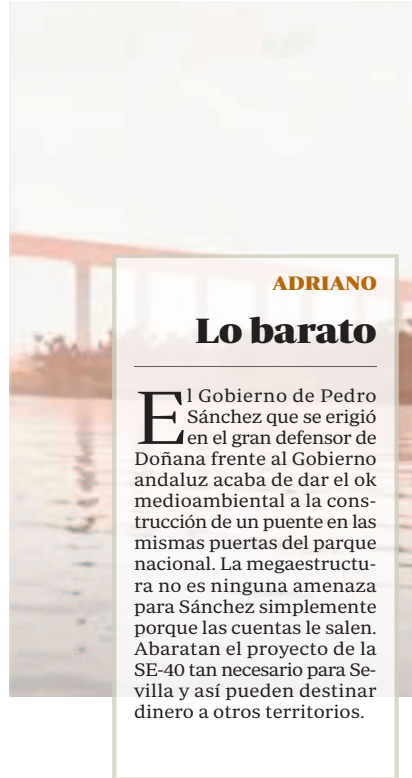 ADRIANO
Lo barato
El Gobierno de Pedro
Sánchez que se erigió
en el gran defensor de
Doñana frente al Gobierno
andaluz acaba de dar el ok
medioambiental a la cons-
trucción de un puente en las
mismas puertas del parque
nacional. La megaestructu-
ra no es ninguna amenaza
para Sánchez simplemente
porque las cuentas le salen.
Abaratan el proyecto de la
SE-40 tan necesario para Se-
villa y así pueden destinar
dinero a otros territorios.